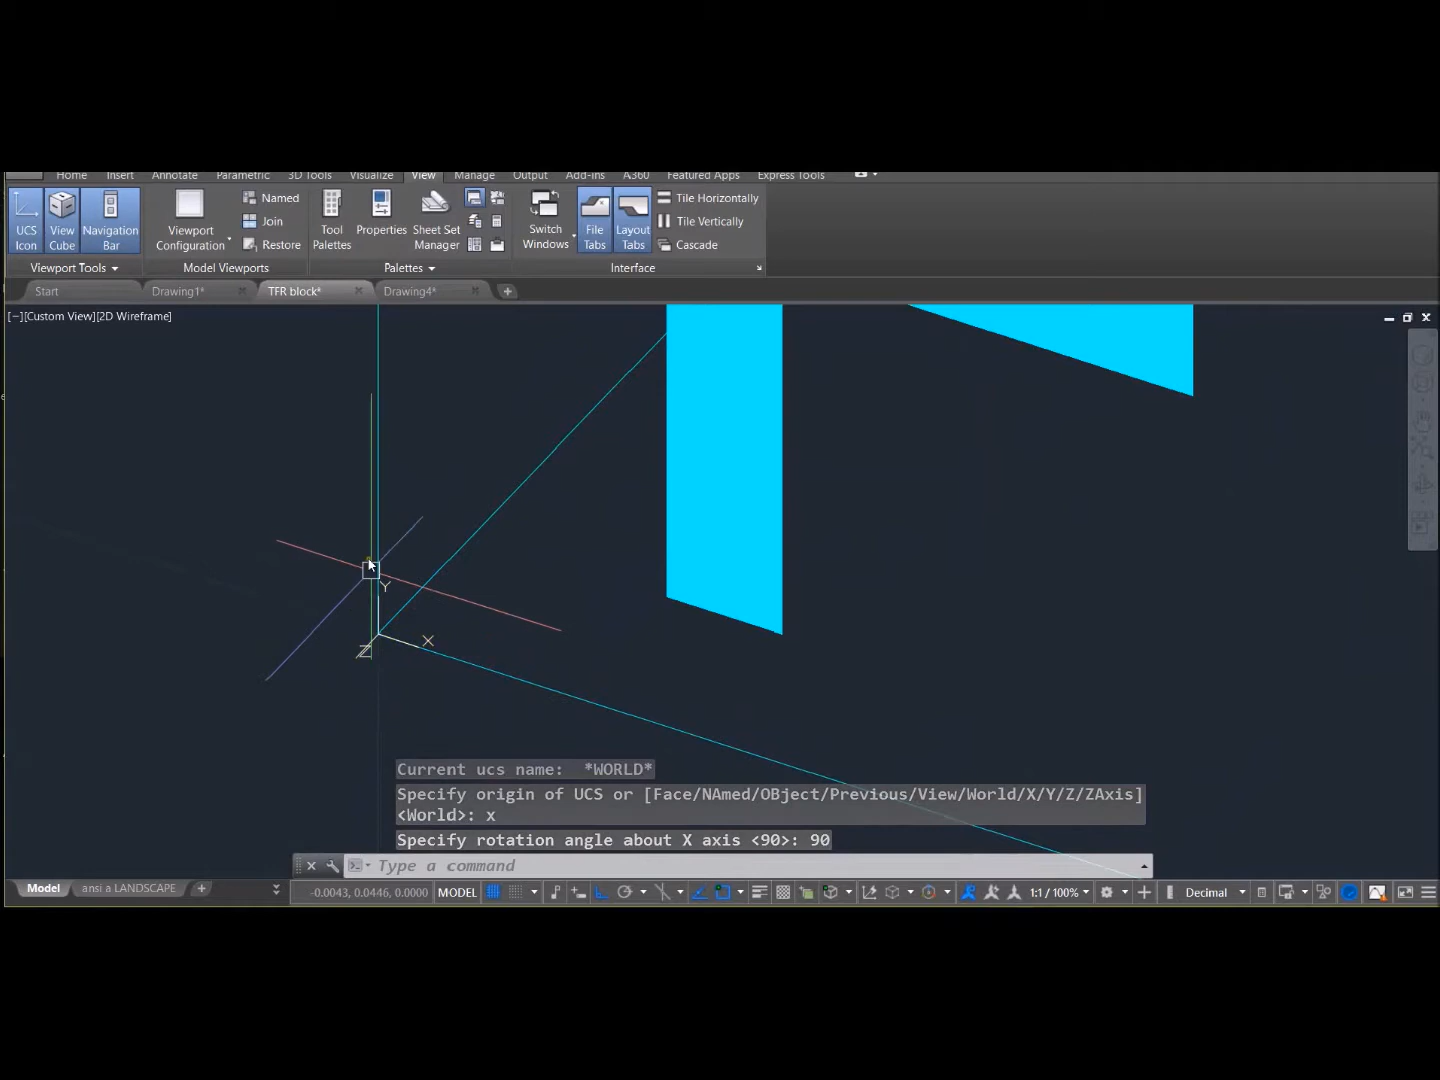 Home Insert Annotate Parametric 3D Tools Visualize View Manage Output Add-ins A360 Featured Apps Express Tools
UCS Icon
View Cube
Navigation Bar
Viewport Configuration
Named
Join
Restore
Tool Palettes
Properties
Sheet Set Manager
Switch Windows
File Tabs
Layout Tabs
Tile Horizontally
Tile Vertically
Cascade
Viewport Tools Model Viewports Palettes Interface
Start Drawing1* TFR block* Drawing4*
[−][Custom View][2D Wireframe]
Y
X
Z
Current ucs name:  *WORLD*
Specify origin of UCS or [Face/NAmed/OBject/Previous/View/World/X/Y/Z/ZAxis]
<World>: x
Specify rotation angle about X axis <90>: 90
Type a command
Model ansi a LANDSCAPE
-0.0043, 0.0446, 0.0000 MODEL 1:1 / 100% Decimal